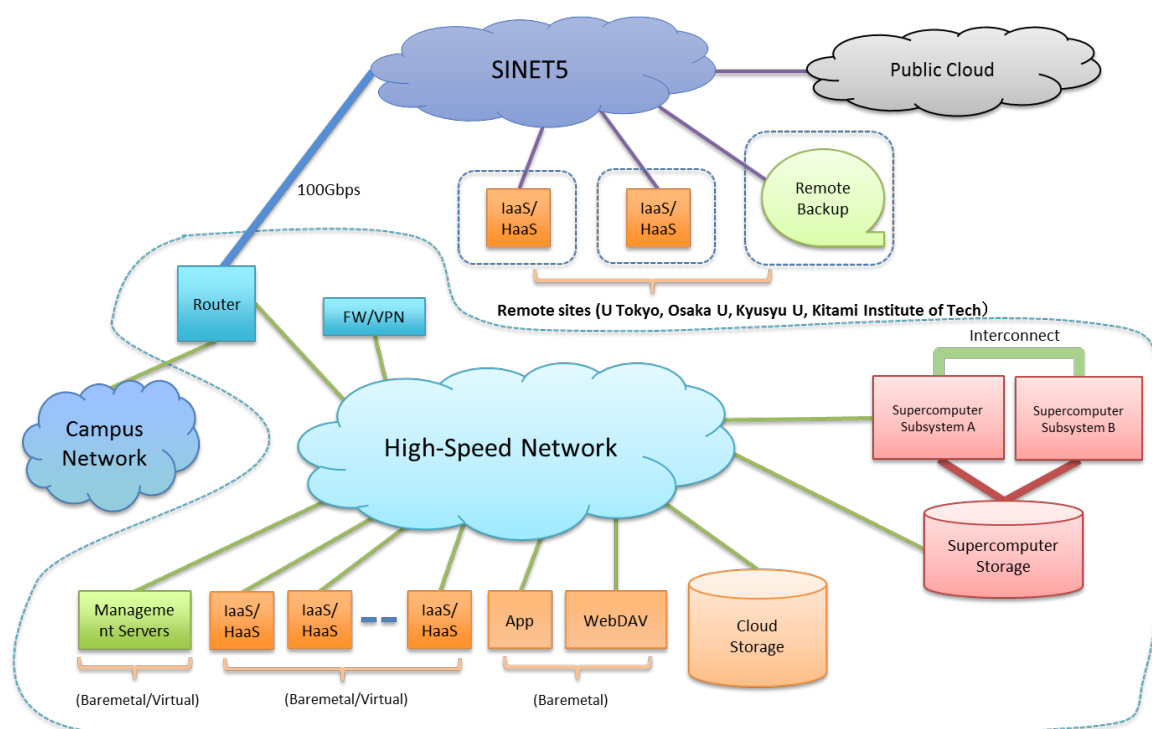 SINET5
Public Cloud
100Gbps
IaaS/
HaaS
IaaS/
HaaS
Remote
Backup
Router
FW/VPN
Remote sites (U Tokyo, Osaka U, Kyusyu U, Kitami Institute of Tech）
Interconnect
Campus
Network
High-Speed Network
Supercomputer
Subsystem A
Supercomputer
Subsystem B
Supercomputer
Storage
Manageme
nt Servers
IaaS/
HaaS
IaaS/
HaaS
IaaS/
HaaS
App
WebDAV
Cloud
Storage
(Baremetal/Virtual)
(Baremetal/Virtual)
(Baremetal)